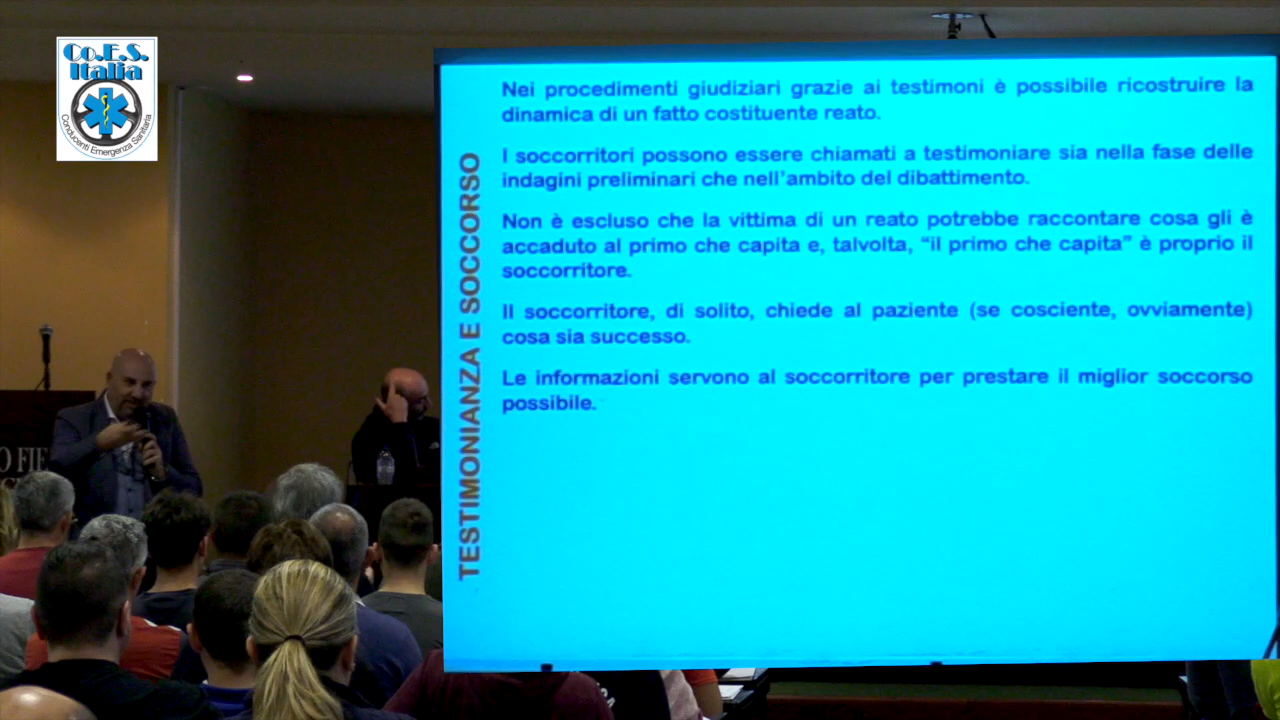 Co.E.S.
Italia
Conducenti Emergenza Sanitaria
TESTIMONIANZA E SOCCORSO
Nei procedimenti giudiziari grazie ai testimoni è possibile ricostruire la
dinamica di un fatto costituente reato.
I soccorritori possono essere chiamati a testimoniare sia nella fase delle
indagini preliminari che nell'ambito del dibattimento.
Non è escluso che la vittima di un reato potrebbe raccontare cosa gli è
accaduto al primo che capita e, talvolta, “il primo che capita” è proprio il
soccorritore.
Il soccorritore, di solito, chiede al paziente (se cosciente, ovviamente)
cosa sia successo.
Le informazioni servono al soccorritore per prestare il miglior soccorso
possibile.
O FIE